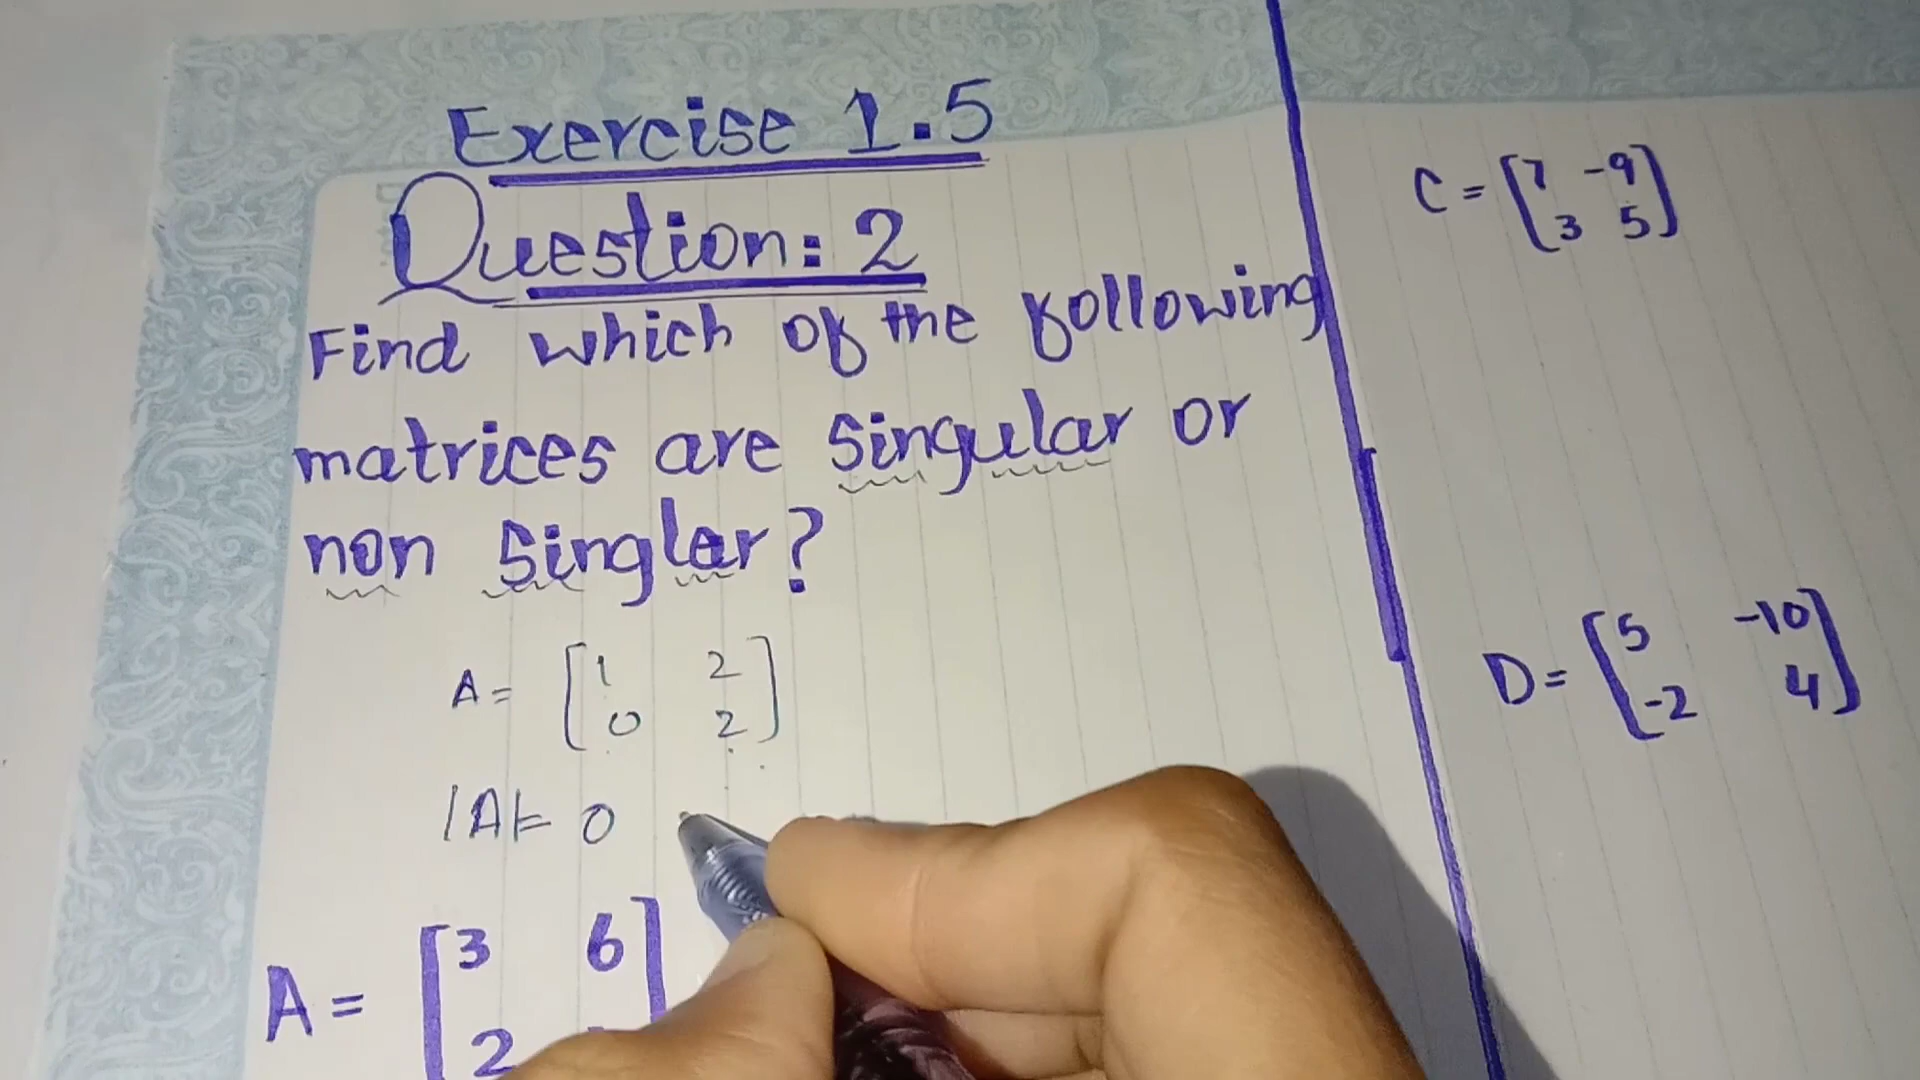 Exercise 1.5
Question: 2
Find which of the following
matrices are singular or
non singler?
A = [1 2
0 2]
|A| = 0
A = [3 6]
2
C = [7 -9
3 5]
D = [5 -10
-2 4]